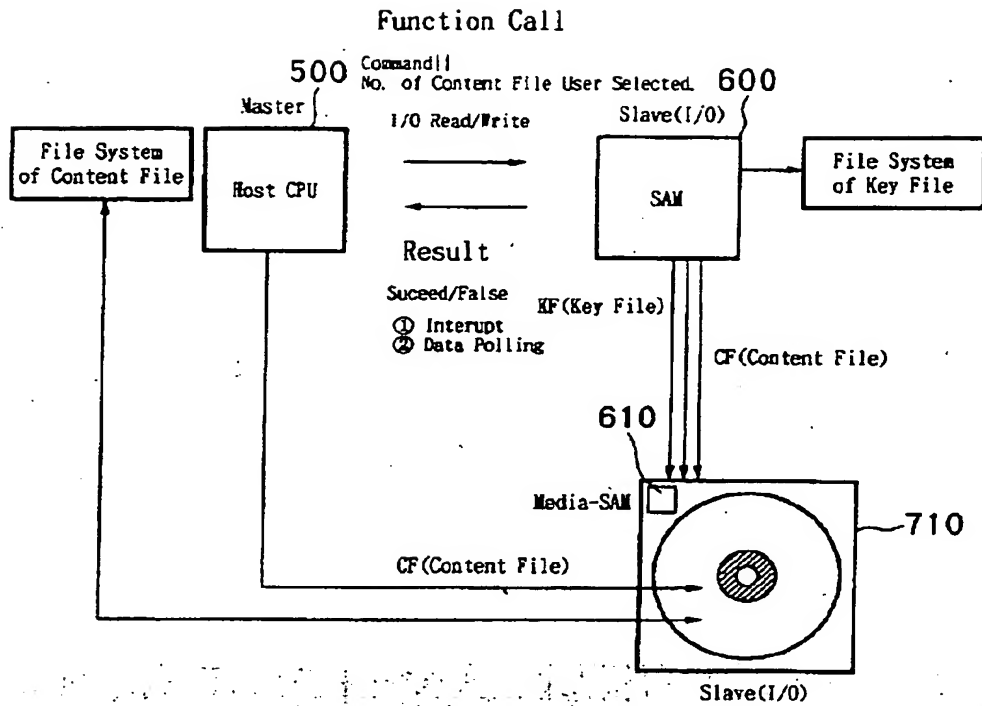 Function Call
Command||
No. of Content File User Selected.
500
600
Master
I/O Read/Write
Slave(I/O)
File System
of Content File
Host CPU
SAM
File System
of Key File
Result
Suceed/False
① Interupt
② Data Polling
KF(Key File)
CF(Content File)
610
Media-SAM
710
CF(Content File)
Slave(I/O)